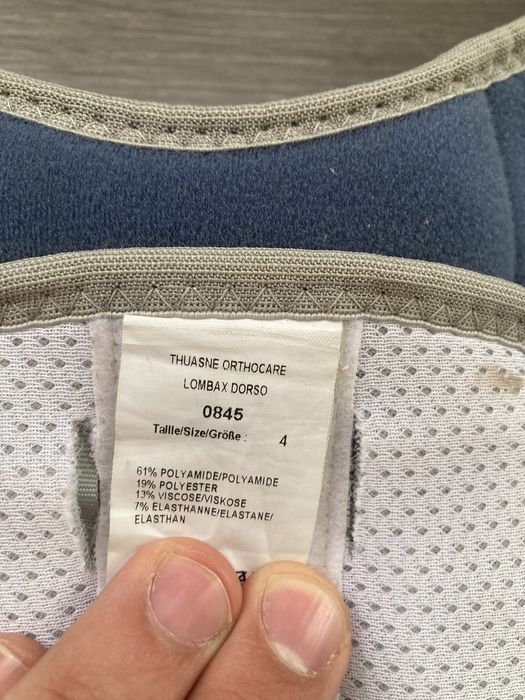 THUASNE ORTHOCARE
LOMBAX DORSO
0845
Taille/Size/Größe : 4
61% POLYAMIDE/POLYAMIDE
19% POLYESTER
13% VISCOSE/VISKOSE
7% ELASTHANNE/ELASTANE/
ELASTHAN